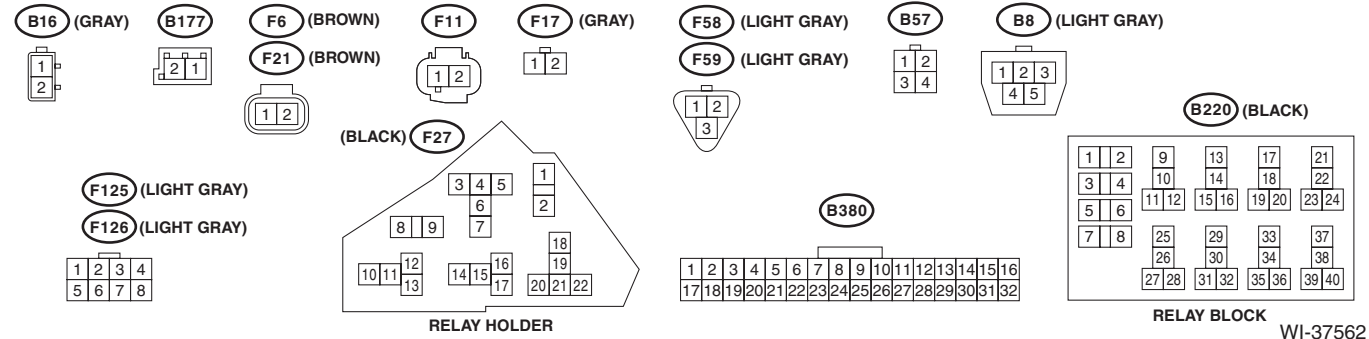 B16 (GRAY)
1
2
B177
2 1
F6 (BROWN)
F21 (BROWN)
1 2
F11
1 2
F17 (GRAY)
1 2
F58 (LIGHT GRAY)
F59 (LIGHT GRAY)
1 2
3
B57
1 2
3 4
B8 (LIGHT GRAY)
1 2 3
4 5
F125 (LIGHT GRAY)
F126 (LIGHT GRAY)
1 2 3 4
5 6 7 8
(BLACK) F27
1
3 4 5
2
6
7
8 9
18
12 16 19
10 11 14 15
13 17 20 21 22
RELAY HOLDER
B380
1 2 3 4 5 6 7 8 9 10 11 12 13 14 15 16
17 18 19 20 21 22 23 24 25 26 27 28 29 30 31 32
B220 (BLACK)
1 2 9 13 17 21
3 4 10 14 18 22
11 12 15 16 19 20 23 24
5 6
7 8 25 29 33 37
26 30 34 38
27 28 31 32 35 36 39 40
RELAY BLOCK
WI-37562